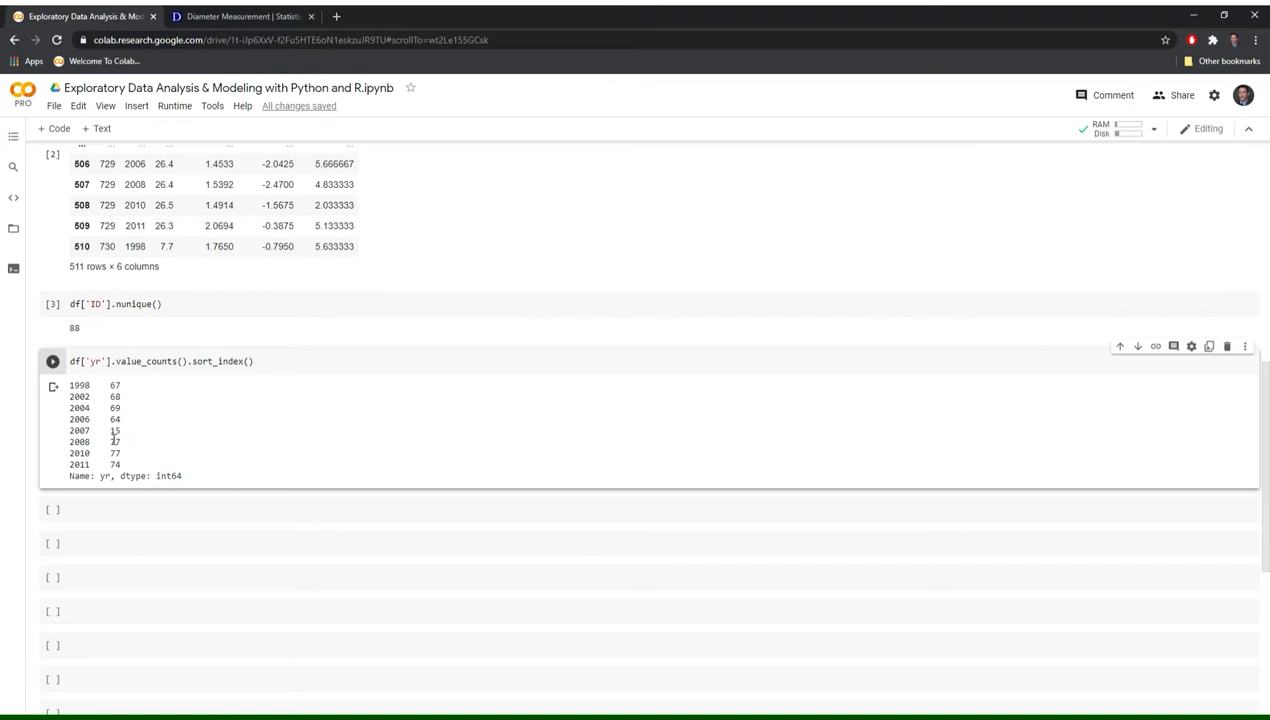 Exploratory Data Analysis & Mod
Diameter Measurement | Statisti
colab.research.google.com/drive/1t-iJp6XxV-f2Fu5HTE6oN1eskzuJR9TU#scrollTo=wt2Le155GCsk
Apps Welcome To Colab... Other bookmarks
CO PRO
Exploratory Data Analysis & Modeling with Python and R.ipynb
Comment Share
File Edit View Insert Runtime Tools Help All changes saved
+ Code + Text RAM Disk Editing
[2]
506 729 2006 26.4 1.4533 -2.0425 5.666667
507 729 2008 26.4 1.5392 -2.4700 4.833333
508 729 2010 26.5 1.4914 -1.5675 2.033333
509 729 2011 26.3 2.0694 -0.3875 5.133333
510 730 1998 7.7 1.7650 -0.7950 5.633333
511 rows × 6 columns
[3] df['ID'].nunique()
88
df['yr'].value_counts().sort_index()
1998 67
2002 68
2004 69
2006 64
2007 15
2008
2010 77
2011 74
Name: yr, dtype: int64
[ ]
[ ]
[ ]
[ ]
[ ]
[ ]